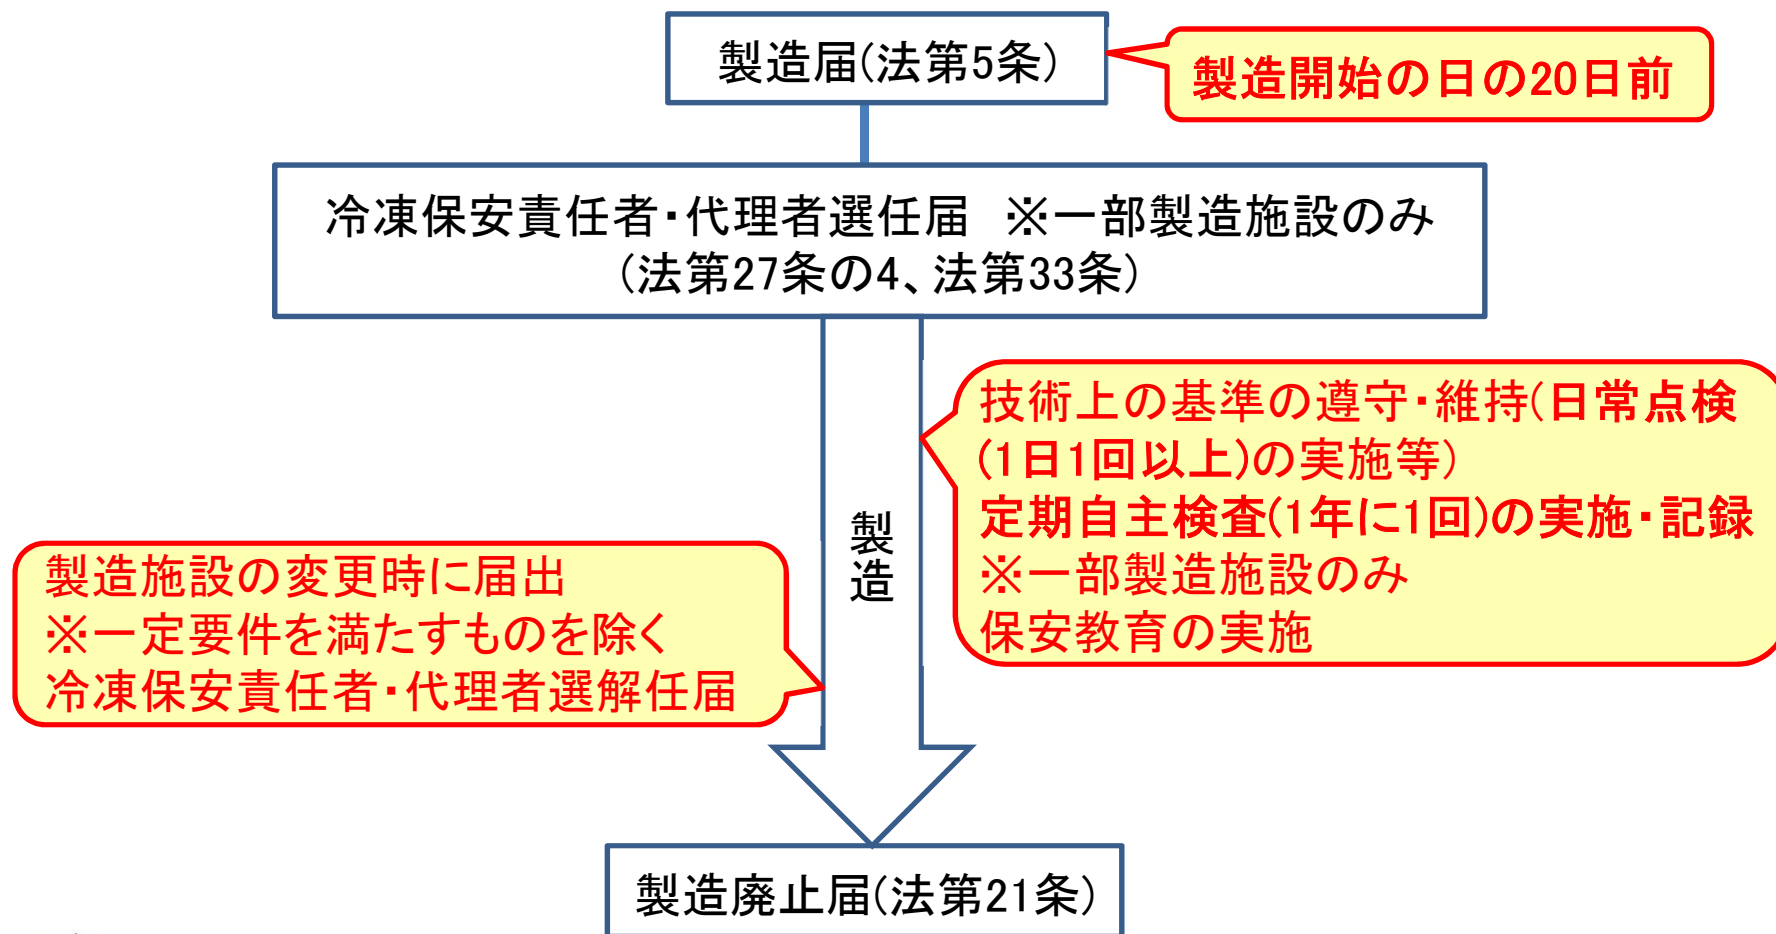 製造届(法第5条)
製造開始の日の20日前
冷凍保安責任者・代理者選任届　※一部製造施設のみ
(法第27条の4、法第33条)
技術上の基準の遵守・維持(日常点検
(1日1回以上)の実施等)
定期自主検査(1年に1回)の実施・記録
※一部製造施設のみ
保安教育の実施
製造
製造施設の変更時に届出
※一定要件を満たすものを除く
冷凍保安責任者・代理者選解任届
製造廃止届(法第21条)